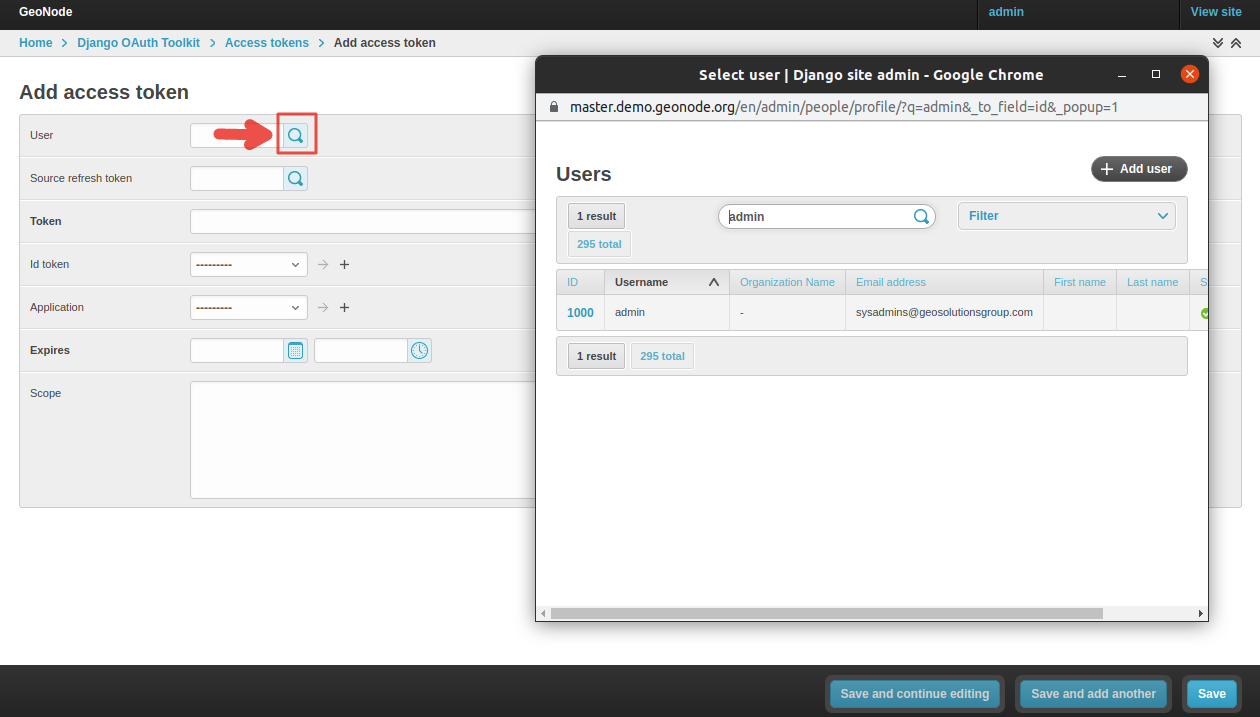 GeoNode
admin
View site
Home > Django OAuth Toolkit > Access tokens > Add access token
Add access token
User
Source refresh token
Token
Id token
---------
Application
---------
Expires
Scope
Select user | Django site admin - Google Chrome
master.demo.geonode.org/en/admin/people/profile/?q=admin&_to_field=id&_popup=1
Users
Add user
1 result
admin
Filter
295 total
ID Username Organization Name Email address First name Last name S
1000 admin - sysadmins@geosolutionsgroup.com
1 result 295 total
Save and continue editing
Save and add another
Save